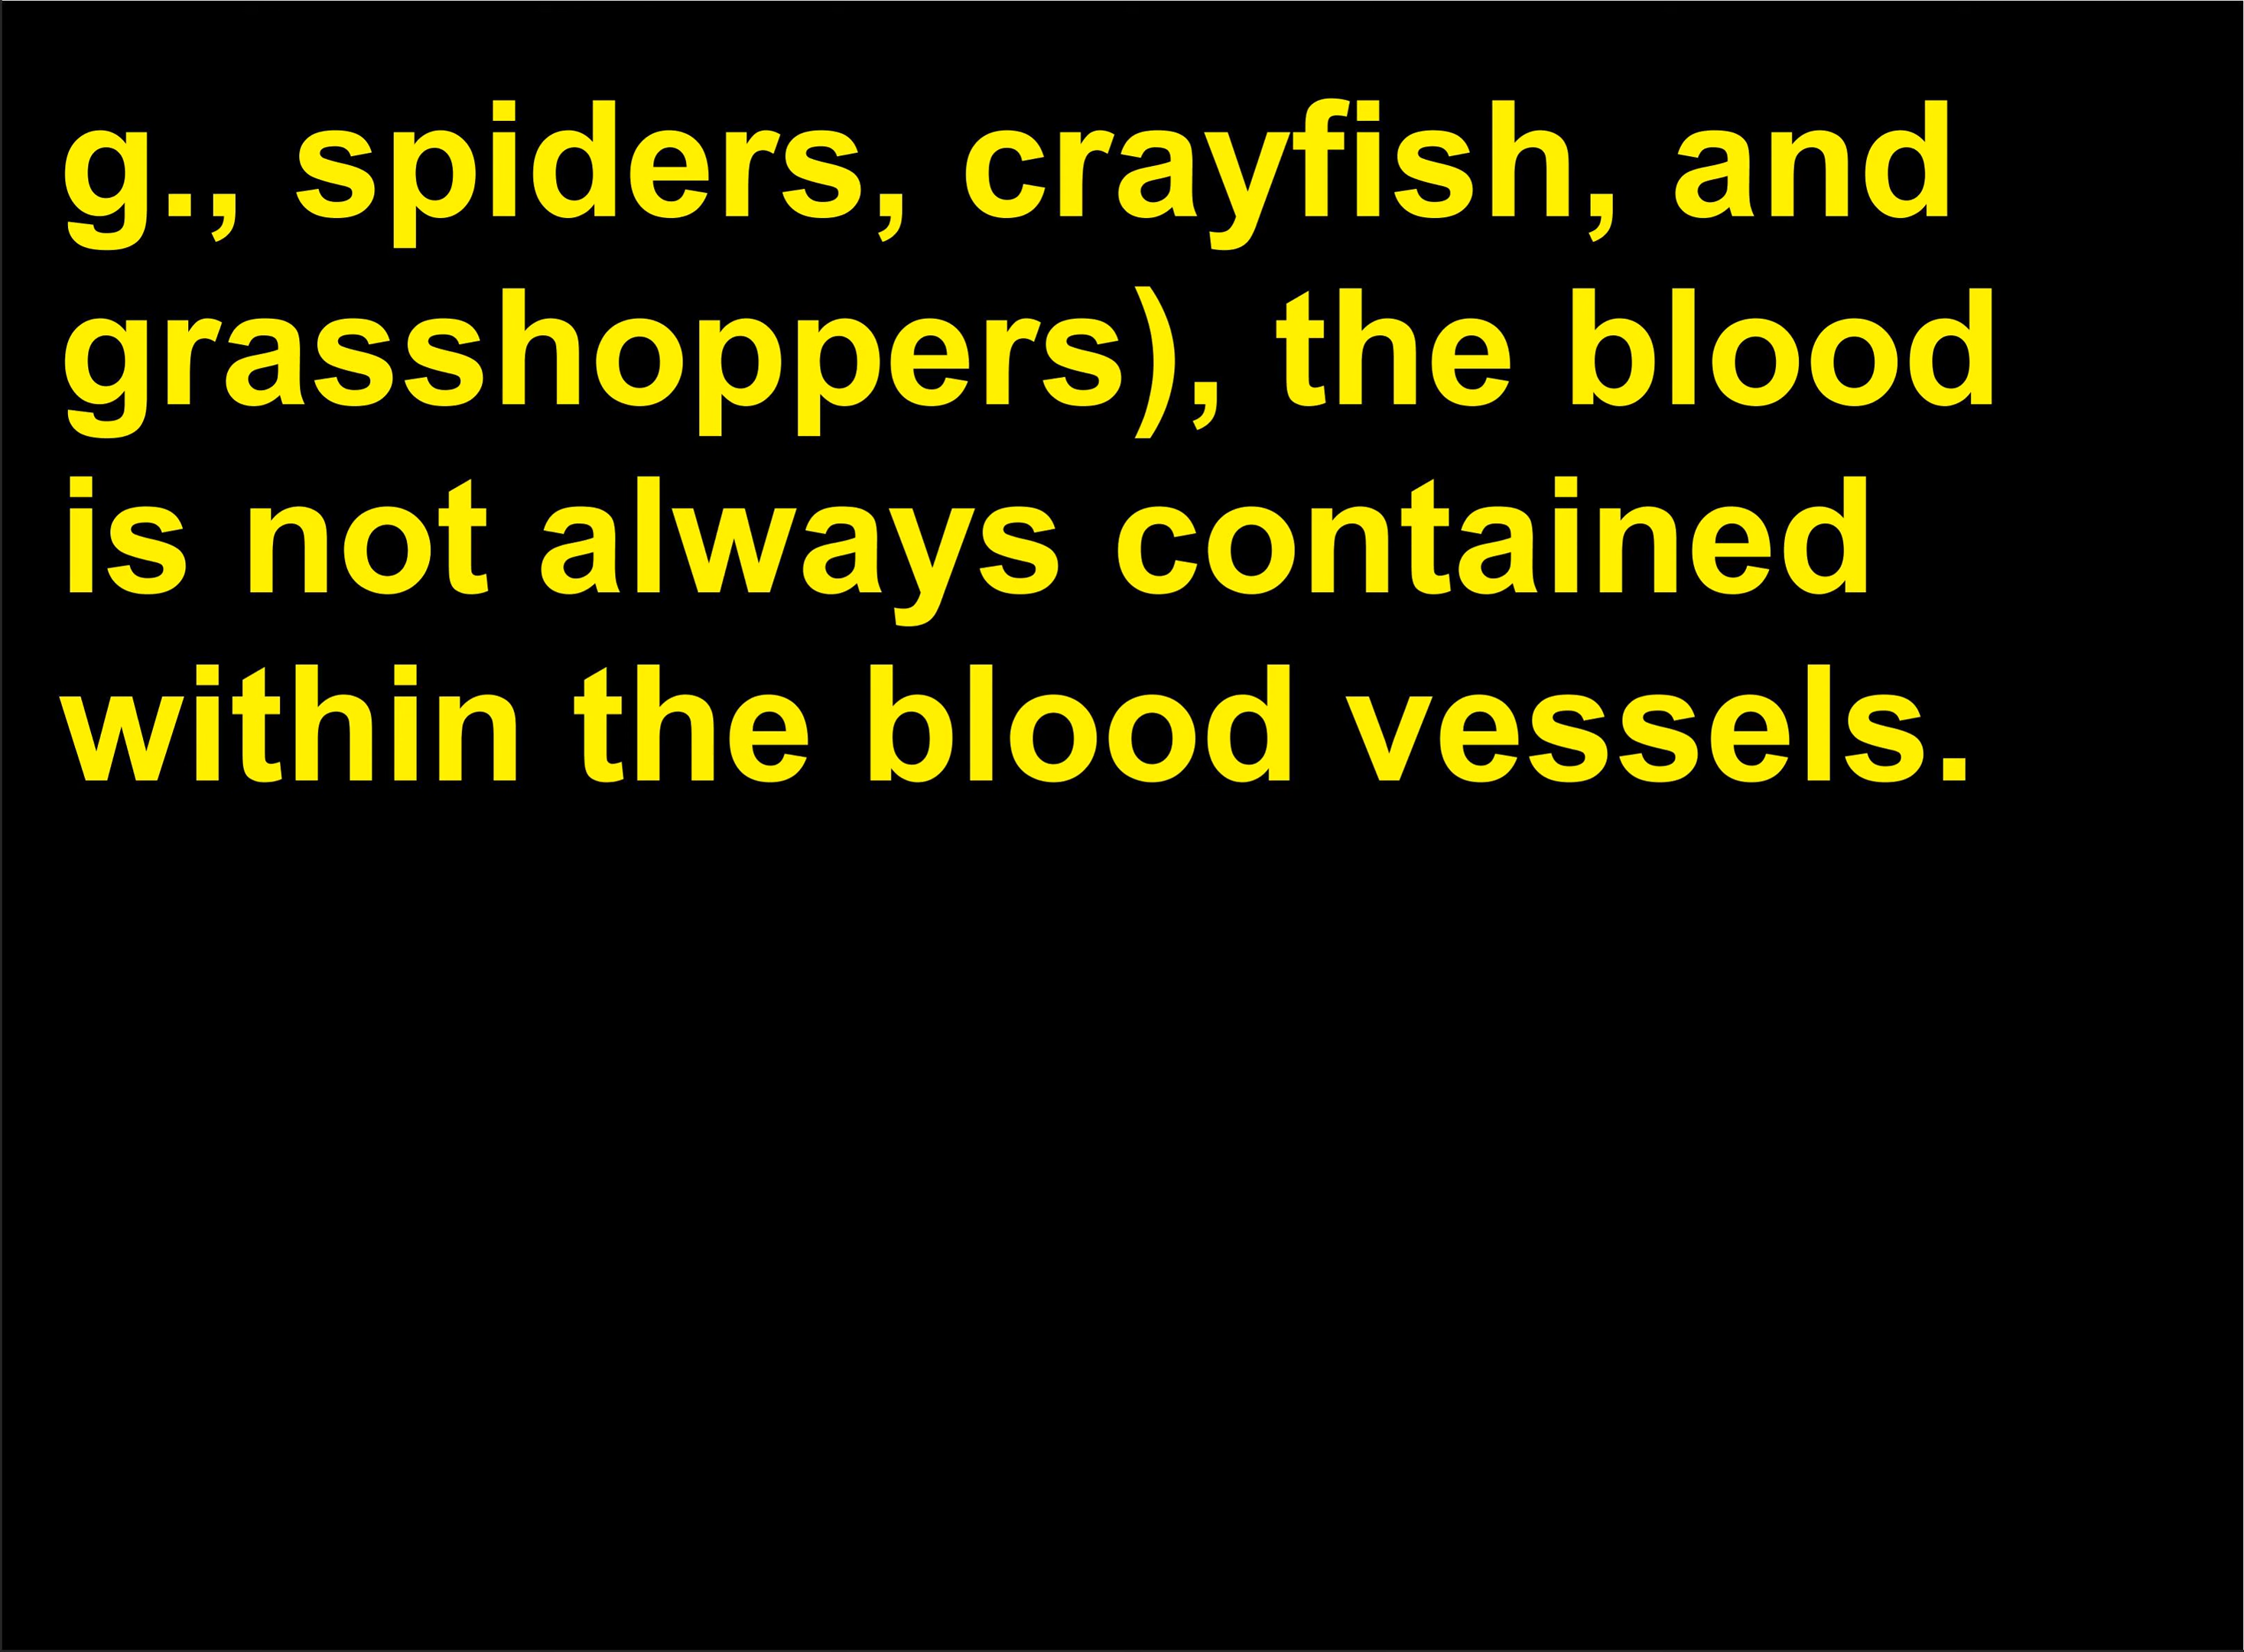 g., spiders, crayfish, and
grasshoppers), the blood
is not always contained
within the blood vessels.